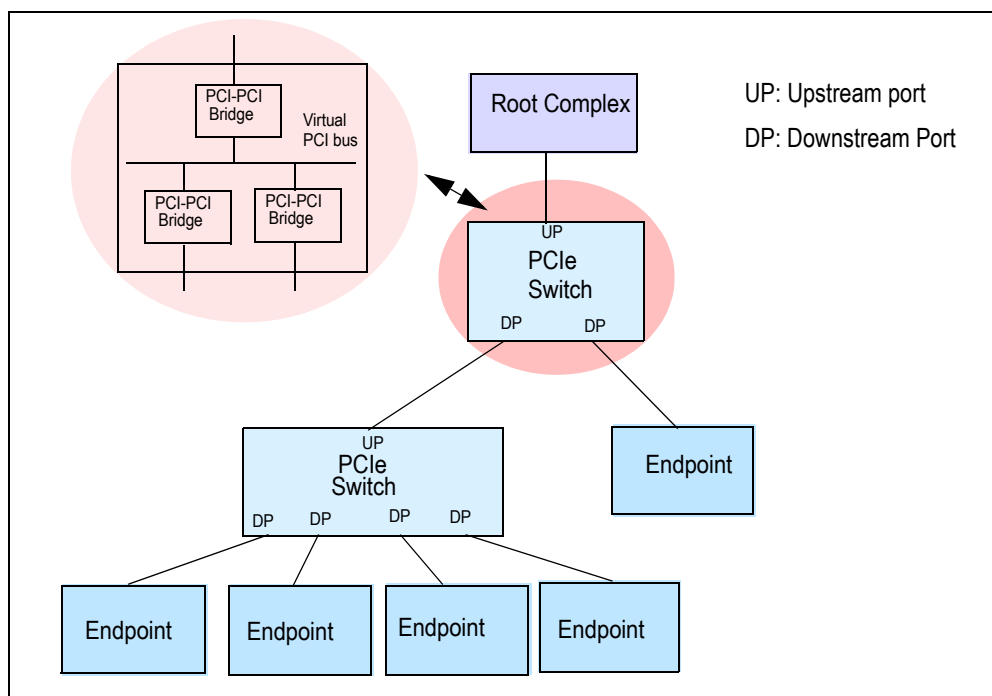 PCI-PCI
Bridge
Virtual
PCI bus
PCI-PCI
Bridge
PCI-PCI
Bridge
Root Complex
UP: Upstream port
DP: Downstream Port
UP
PCIe
Switch
DP
DP
UP
PCIe
Switch
DP
DP
DP
DP
Endpoint
Endpoint
Endpoint
Endpoint
Endpoint